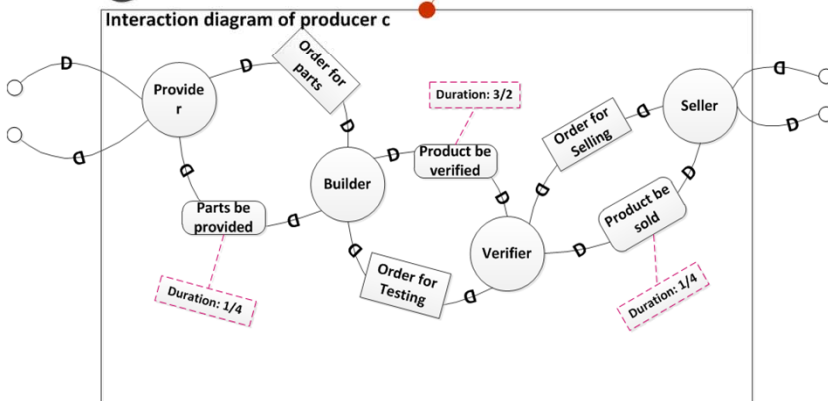 Interaction diagram of producer c
D
D
Provide
r
D
Order for
parts
D
D
Parts be
provided
D
Duration: 1/4
Builder
D
Product be
verified
Duration: 3/2
D
D
Order for
Testing
D
Verifier
D
Order for
Selling
D
Seller
D
Product be
sold
D
Duration: 1/4
D
D